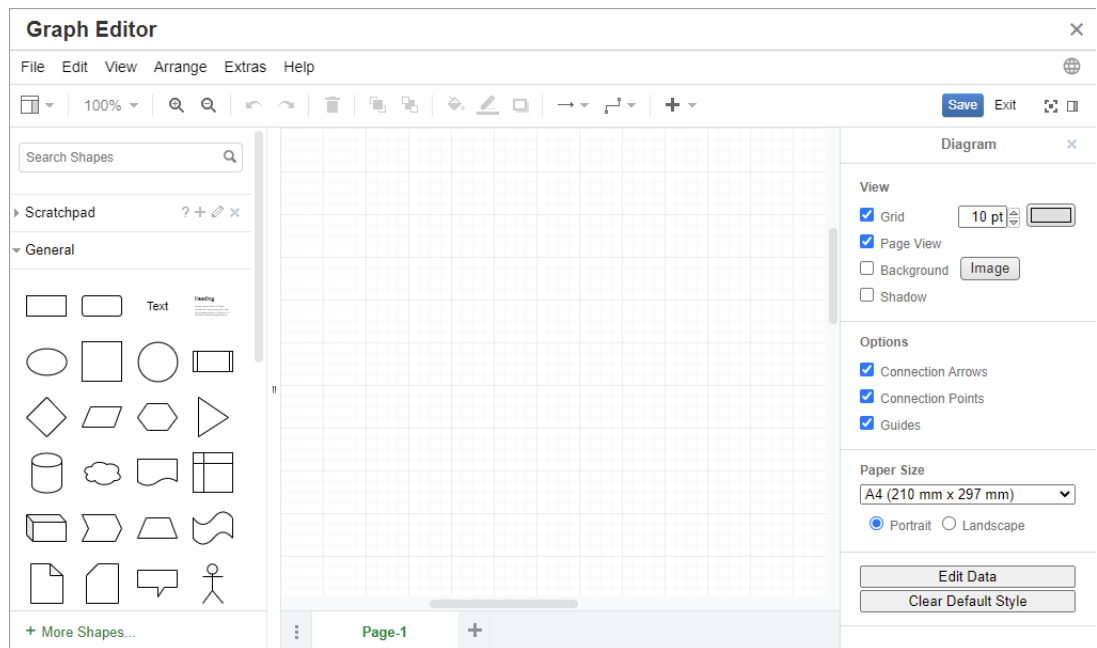 Graph Editor
File Edit View Arrange Extras Help
100%
Save Exit
Search Shapes
Scratchpad
General
Text
Heading
+ More Shapes...
Page-1
Diagram
View
Grid 10 pt
Page View
Background Image
Shadow
Options
Connection Arrows
Connection Points
Guides
Paper Size
A4 (210 mm x 297 mm)
Portrait Landscape
Edit Data
Clear Default Style